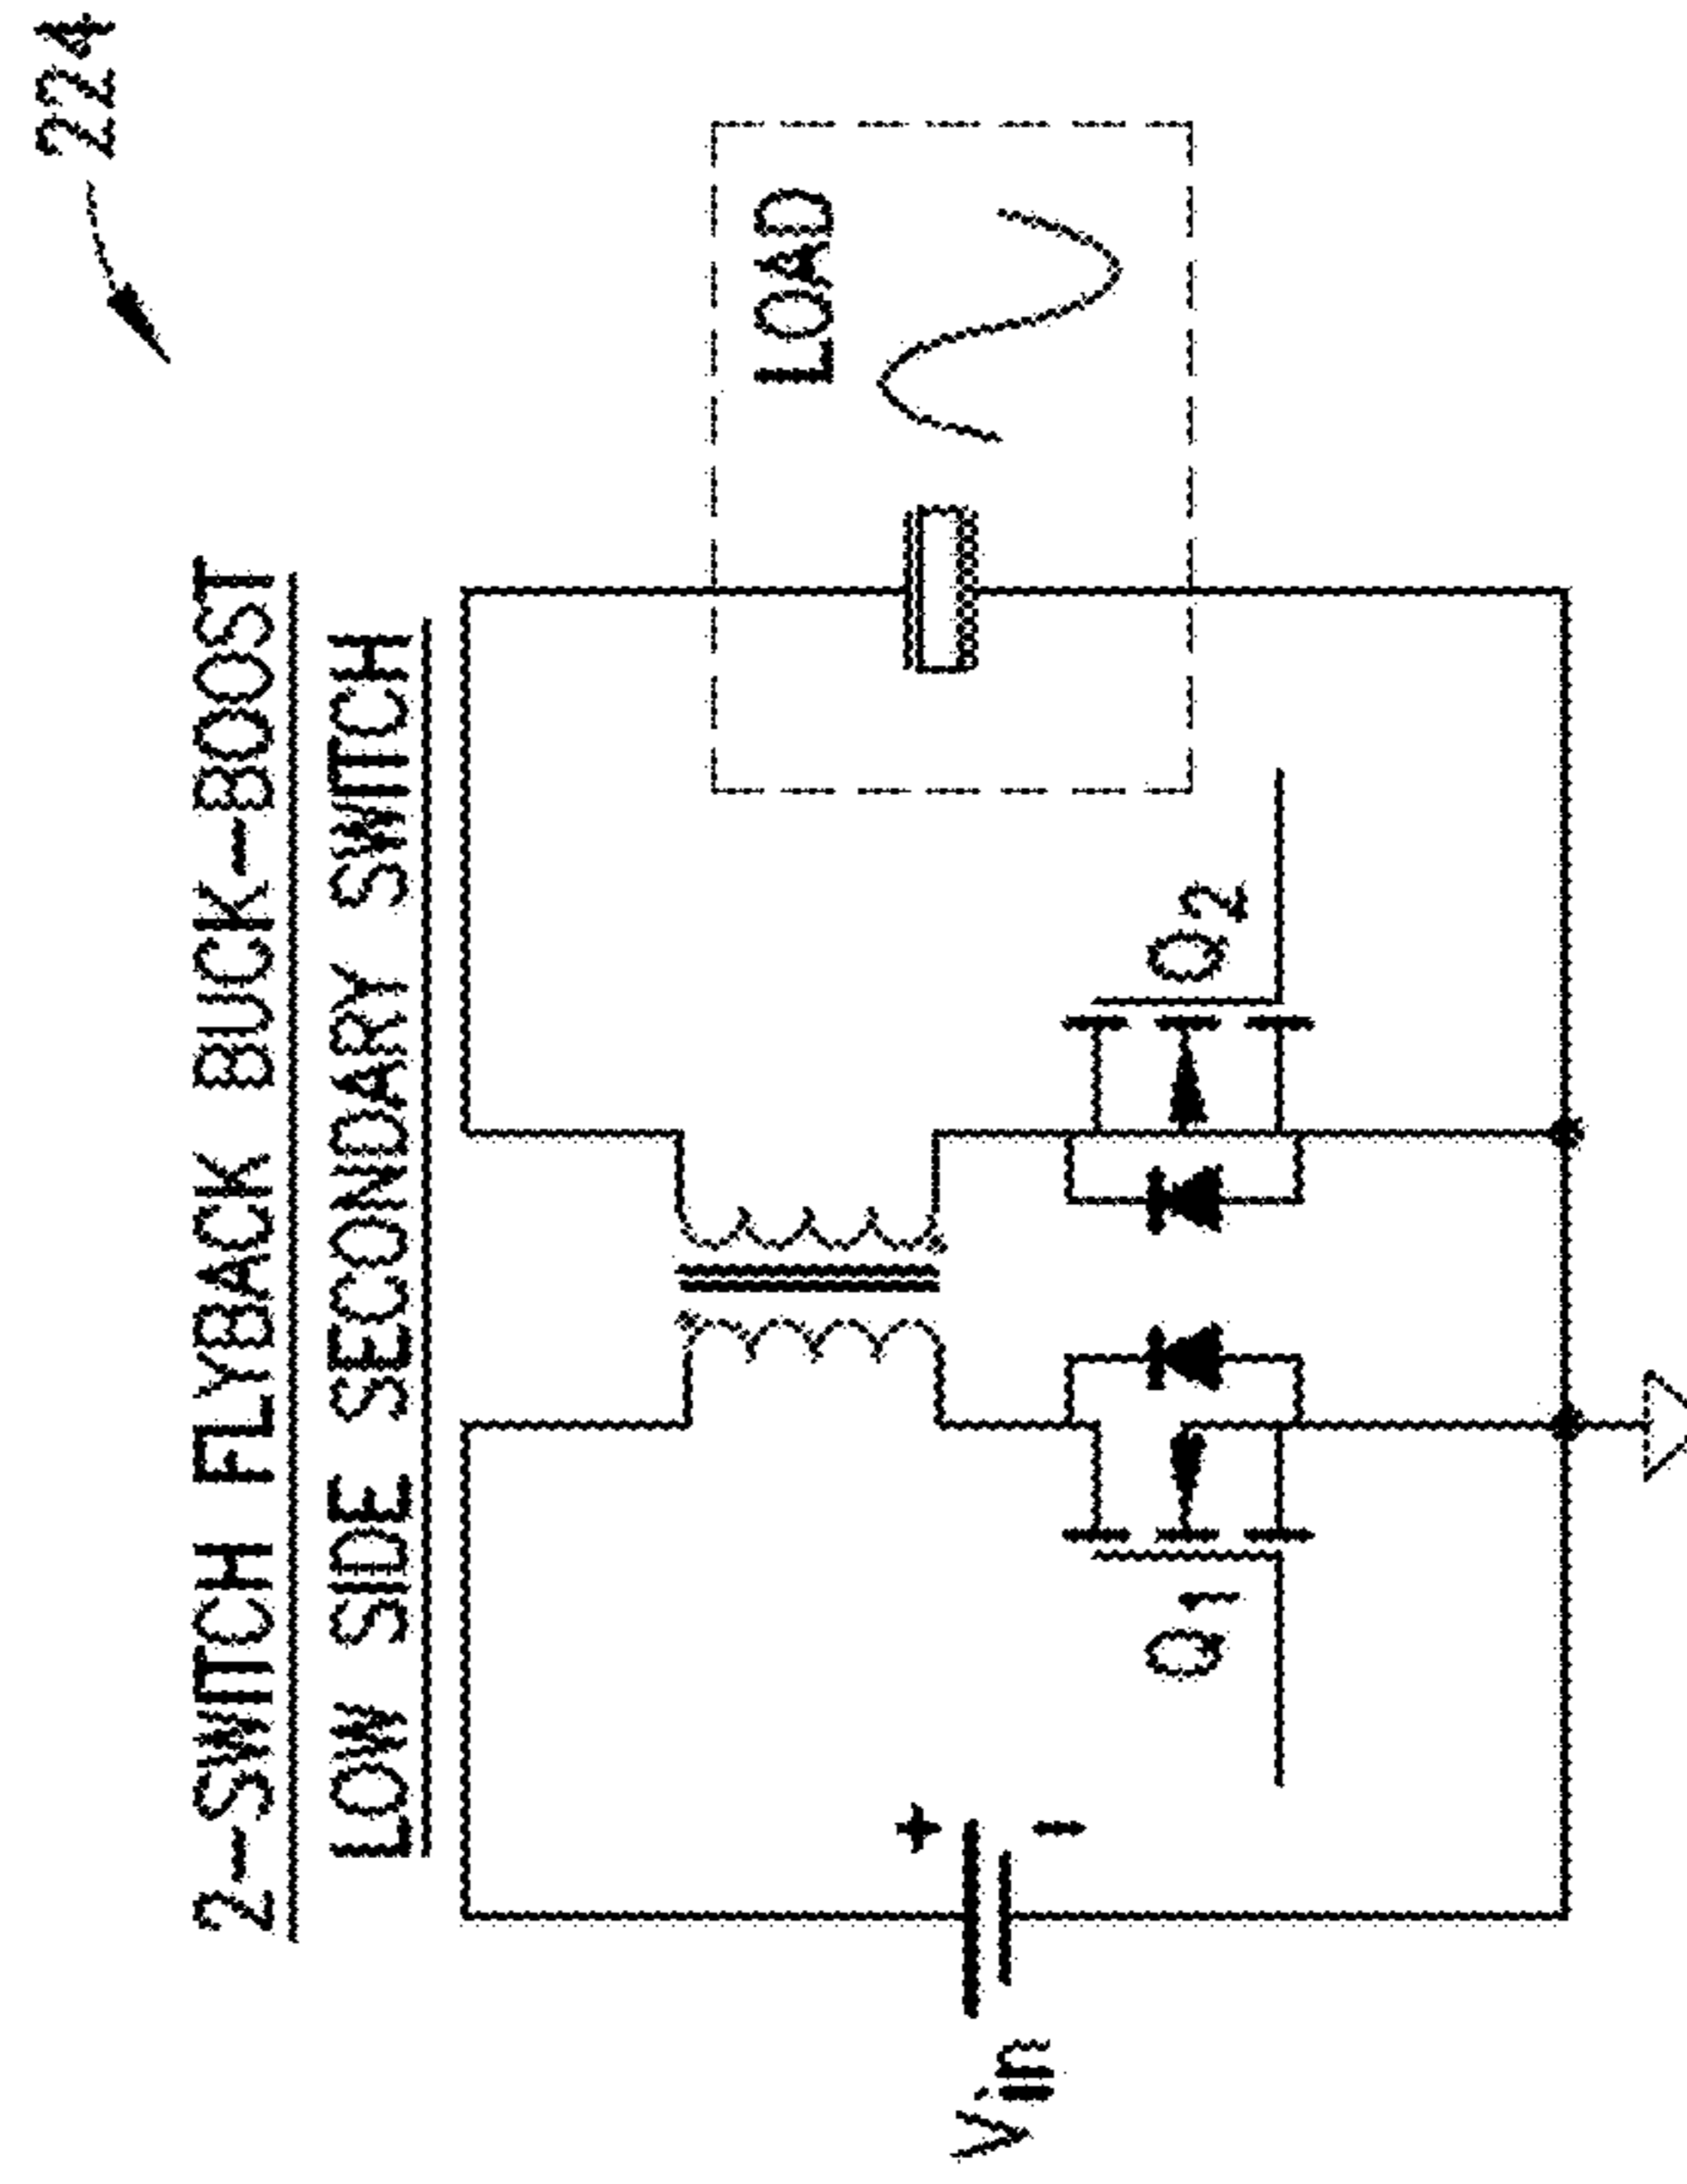 224
2-SWITCH FLYBACK BUCK-BOOST
LOW SIDE SECONDARY SWITCH
LOAD
+
-
Vin
Q1
Q2